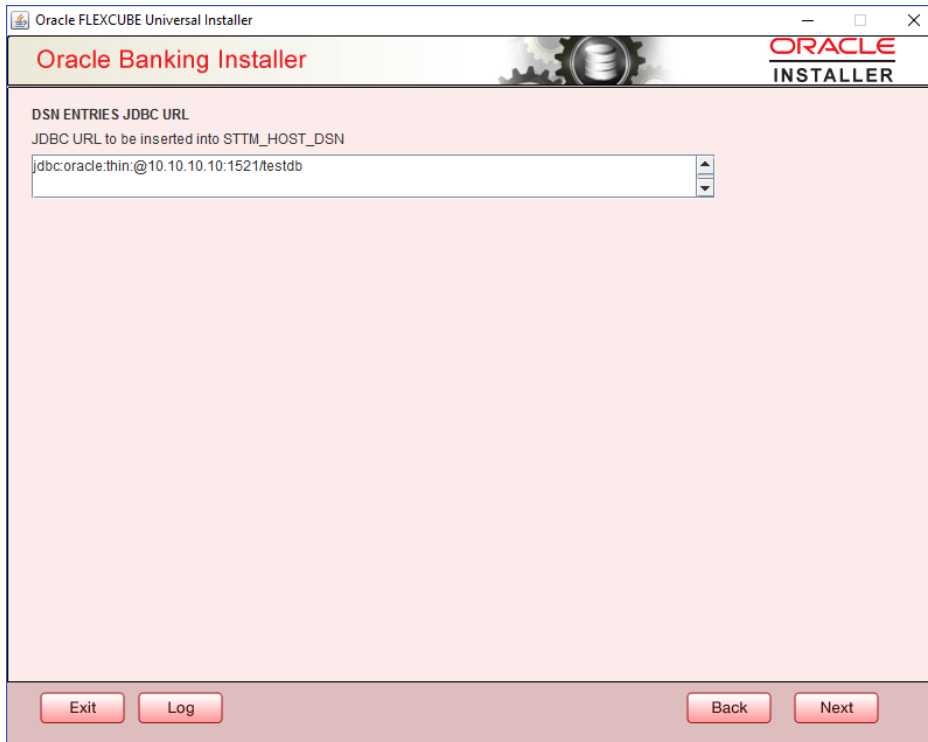 Oracle FLEXCUBE Universal Installer
Oracle Banking Installer
ORACLE
INSTALLER
DSN ENTRIES JDBC URL
JDBC URL to be inserted into STTM_HOST_DSN
jdbc:oracle:thin:@10.10.10.10:1521/testdb
Exit Log Back Next